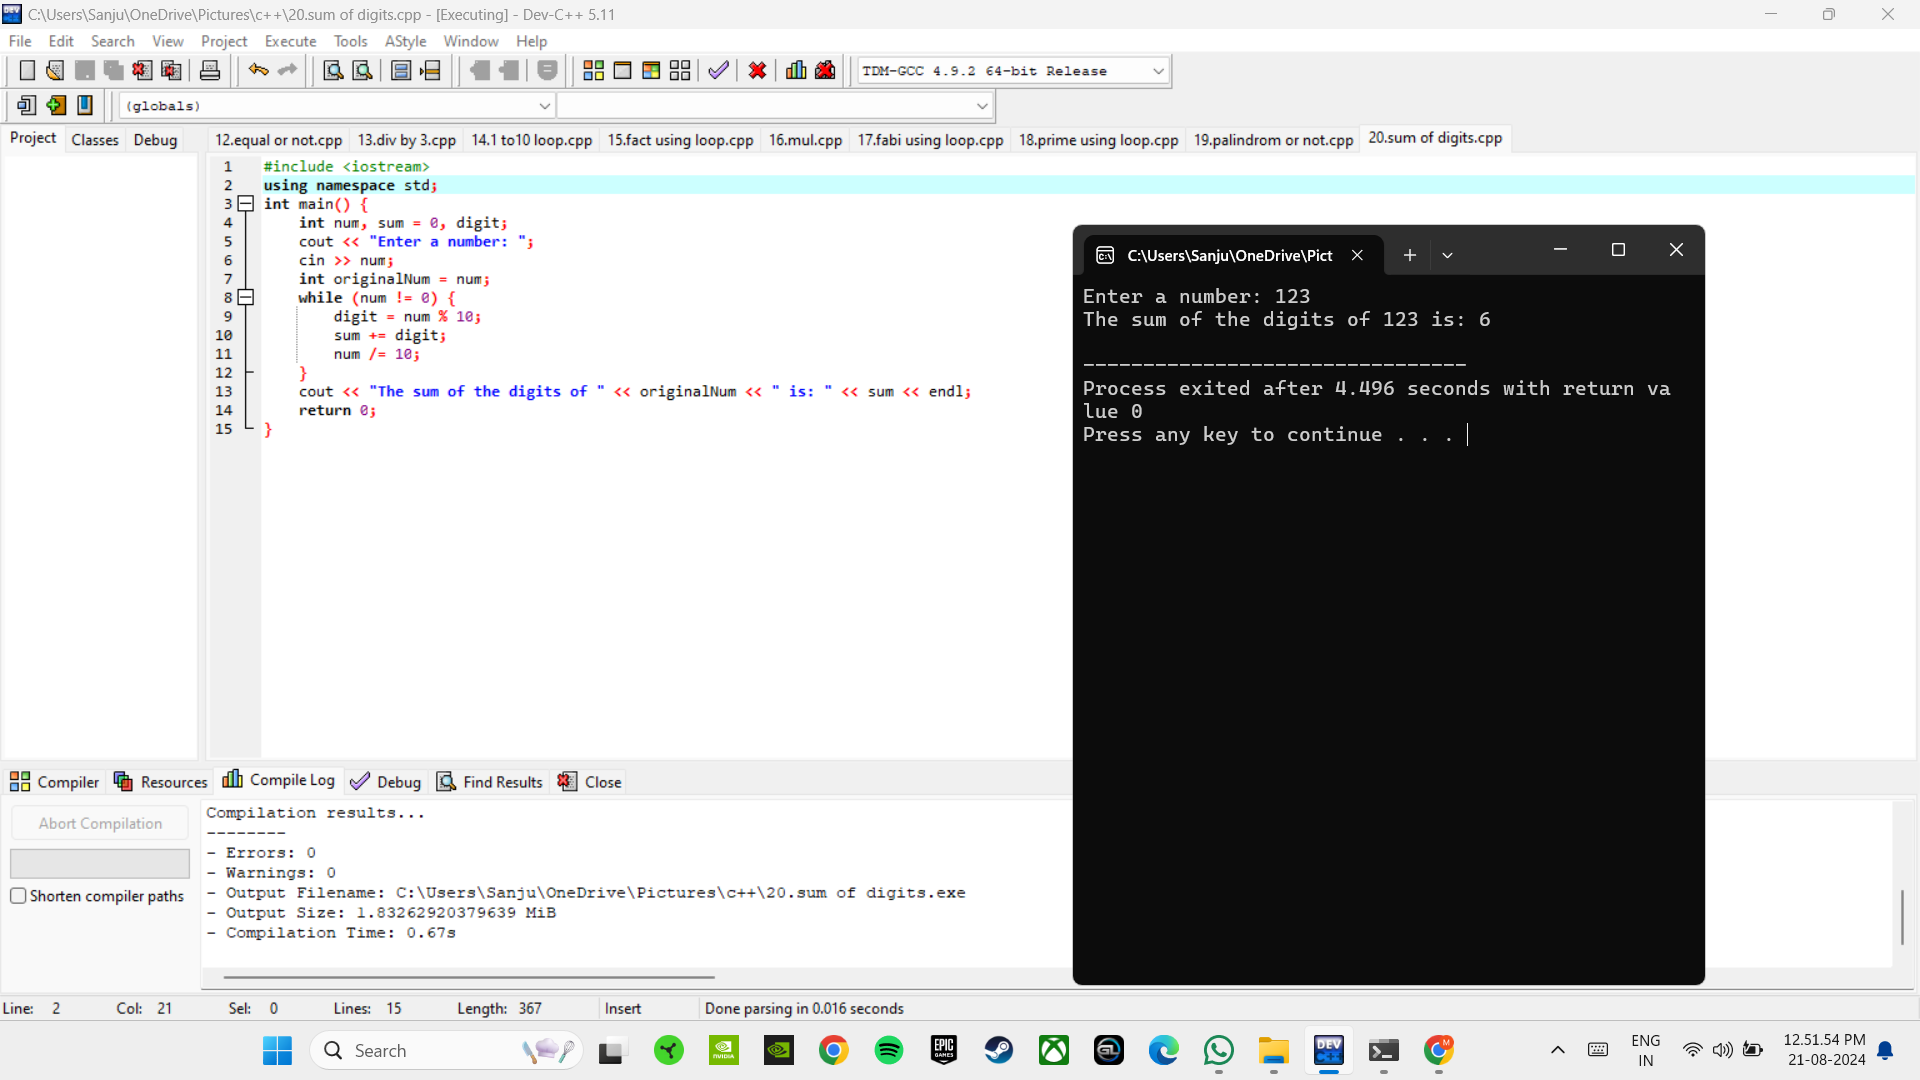 C:\Users\Sanju\OneDrive\Pictures\c++\20.sum of digits.cpp - [Executing] - Dev-C++ 5.11
File Edit Search View Project Execute Tools AStyle Window Help
TDM-GCC 4.9.2 64-bit Release
(globals)
Project Classes Debug
12.equal or not.cpp 13.div by 3.cpp 14.1 to10 loop.cpp 15.fact using loop.cpp 16.mul.cpp 17.fabi using loop.cpp 18.prime using loop.cpp 19.palindrom or not.cpp 20.sum of digits.cpp
1 #include <iostream>
2 using namespace std;
3 int main() {
4 int num, sum = 0, digit;
5 cout << "Enter a number: ";
6 cin >> num;
7 int originalNum = num;
8 while (num != 0) {
9 digit = num % 10;
10 sum += digit;
11 num /= 10;
12 }
13 cout << "The sum of the digits of " << originalNum << " is: " << sum << endl;
14 return 0;
15 }
C:\Users\Sanju\OneDrive\Pict
Enter a number: 123
The sum of the digits of 123 is: 6
--------------------------------
Process exited after 4.496 seconds with return va
lue 0
Press any key to continue . . .
Compiler Resources Compile Log Debug Find Results Close
Abort Compilation
Shorten compiler paths
Compilation results...
--------
- Errors: 0
- Warnings: 0
- Output Filename: C:\Users\Sanju\OneDrive\Pictures\c++\20.sum of digits.exe
- Output Size: 1.83262920379639 MiB
- Compilation Time: 0.67s
Line: 2 Col: 21 Sel: 0 Lines: 15 Length: 367 Insert Done parsing in 0.016 seconds
Search
NVIDIA
EPIC GAMES
GL
DEV C++
M
ENG
IN
12.51.54 PM
21-08-2024